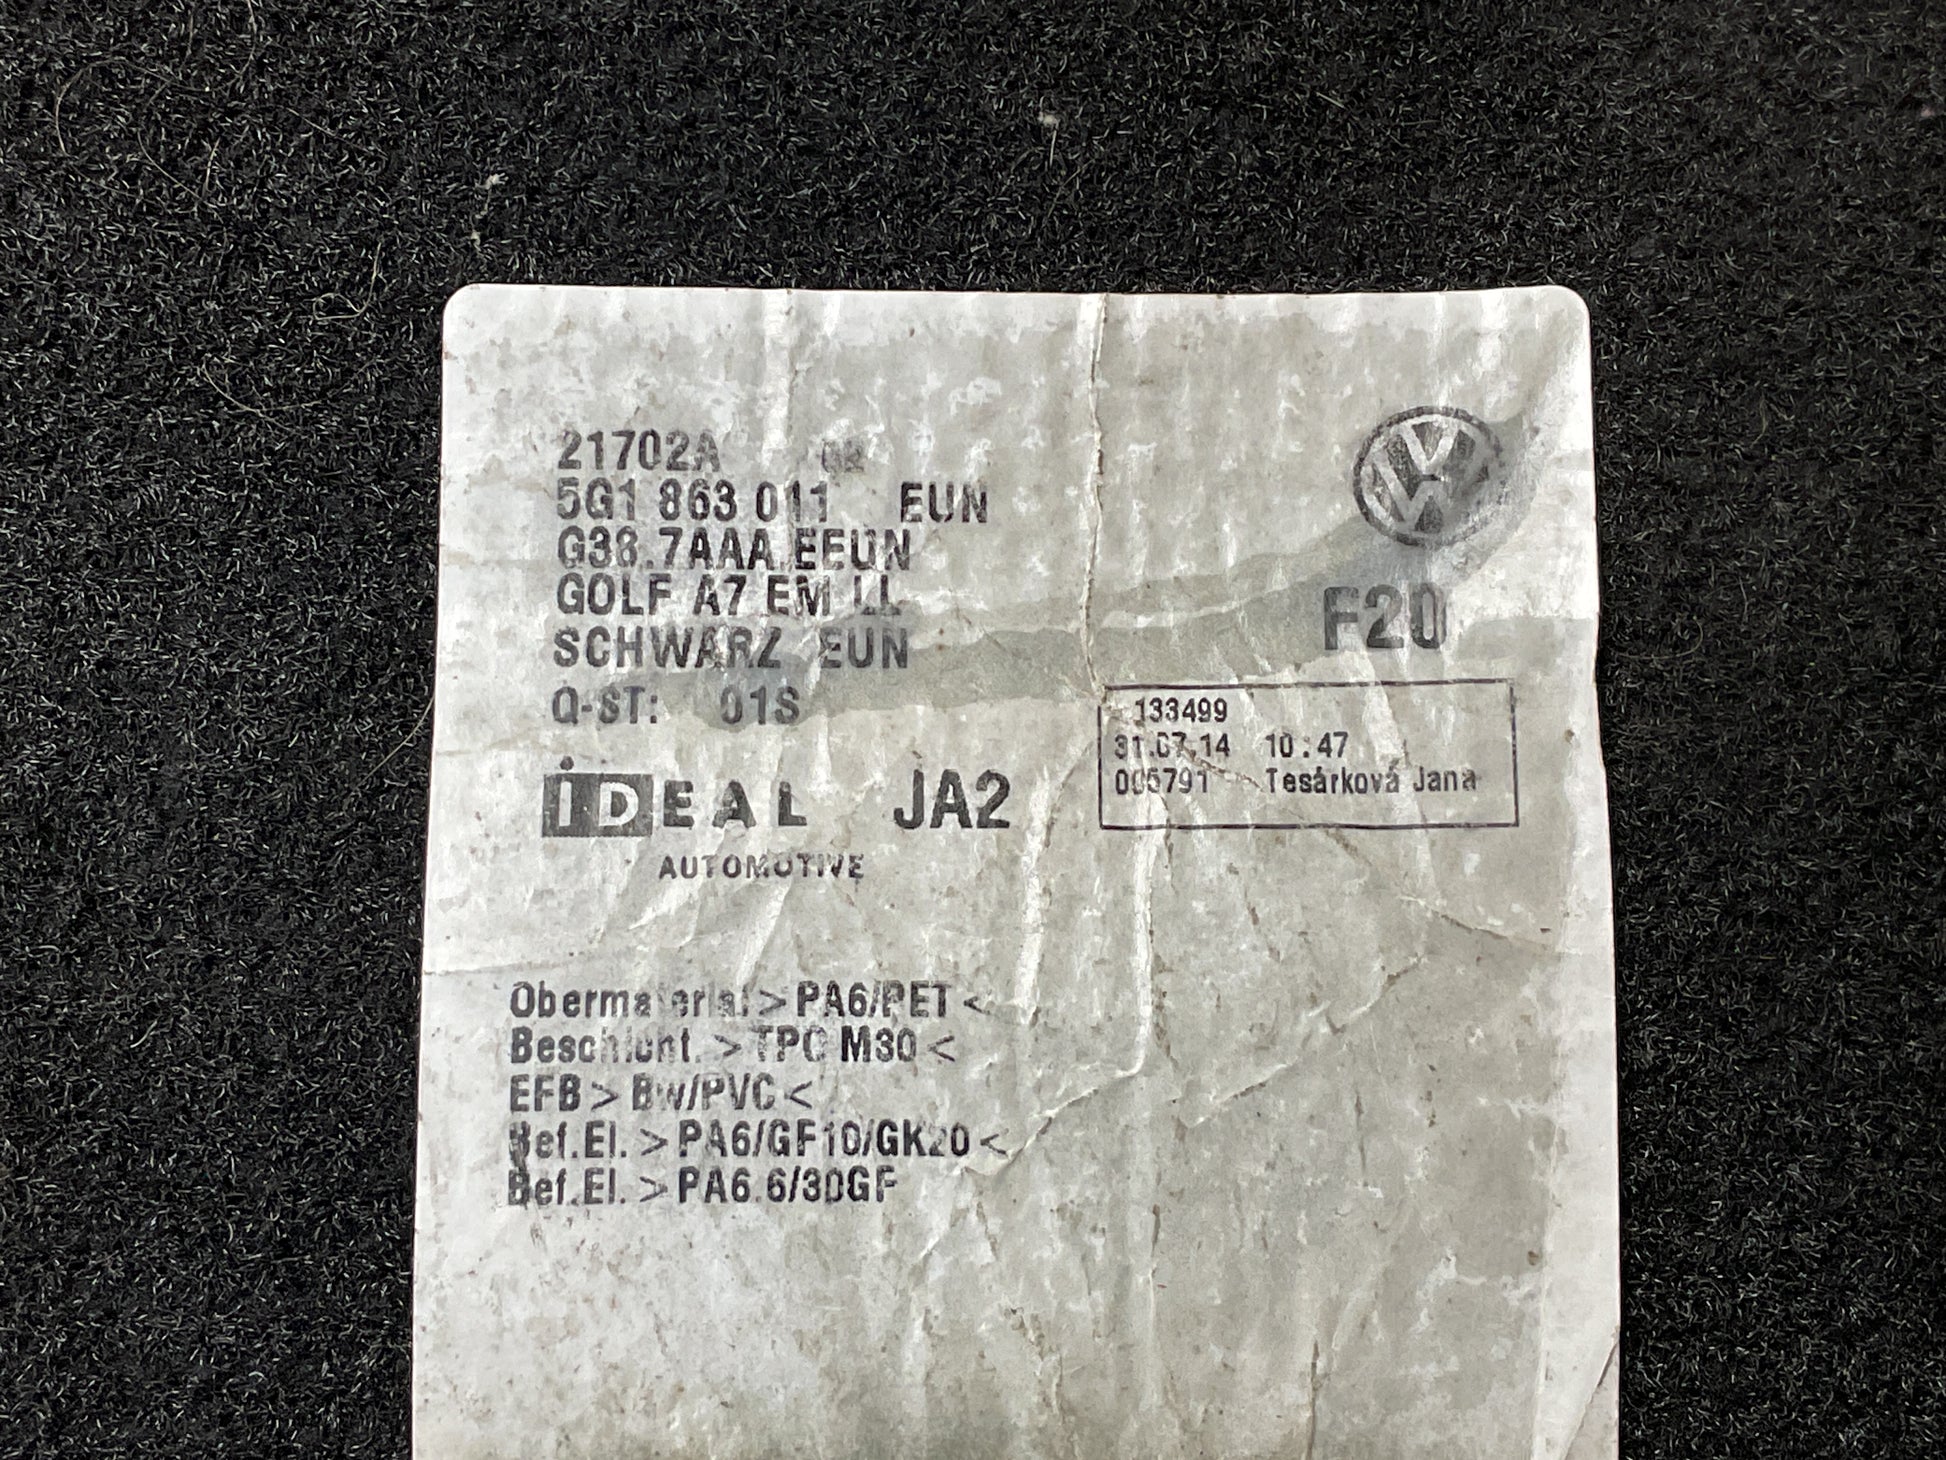 21702A
5G1 863 011 EUN
G38.7AAA.EEUN
GOLF A7 EM LL
SCHWARZ EUN
Q-ST: 01S
F20
133499
31.07.14 10:47
005791 Tesárková Jana
iDEAL JA2
AUTOMOTIVE
Obermaterial >PA6/PET<
Beschicht. >TPO M30<
EFB >Bw/PVC<
Bef.El. >PA6/GF10/GK20<
Bef.El. >PA6.6/30GF